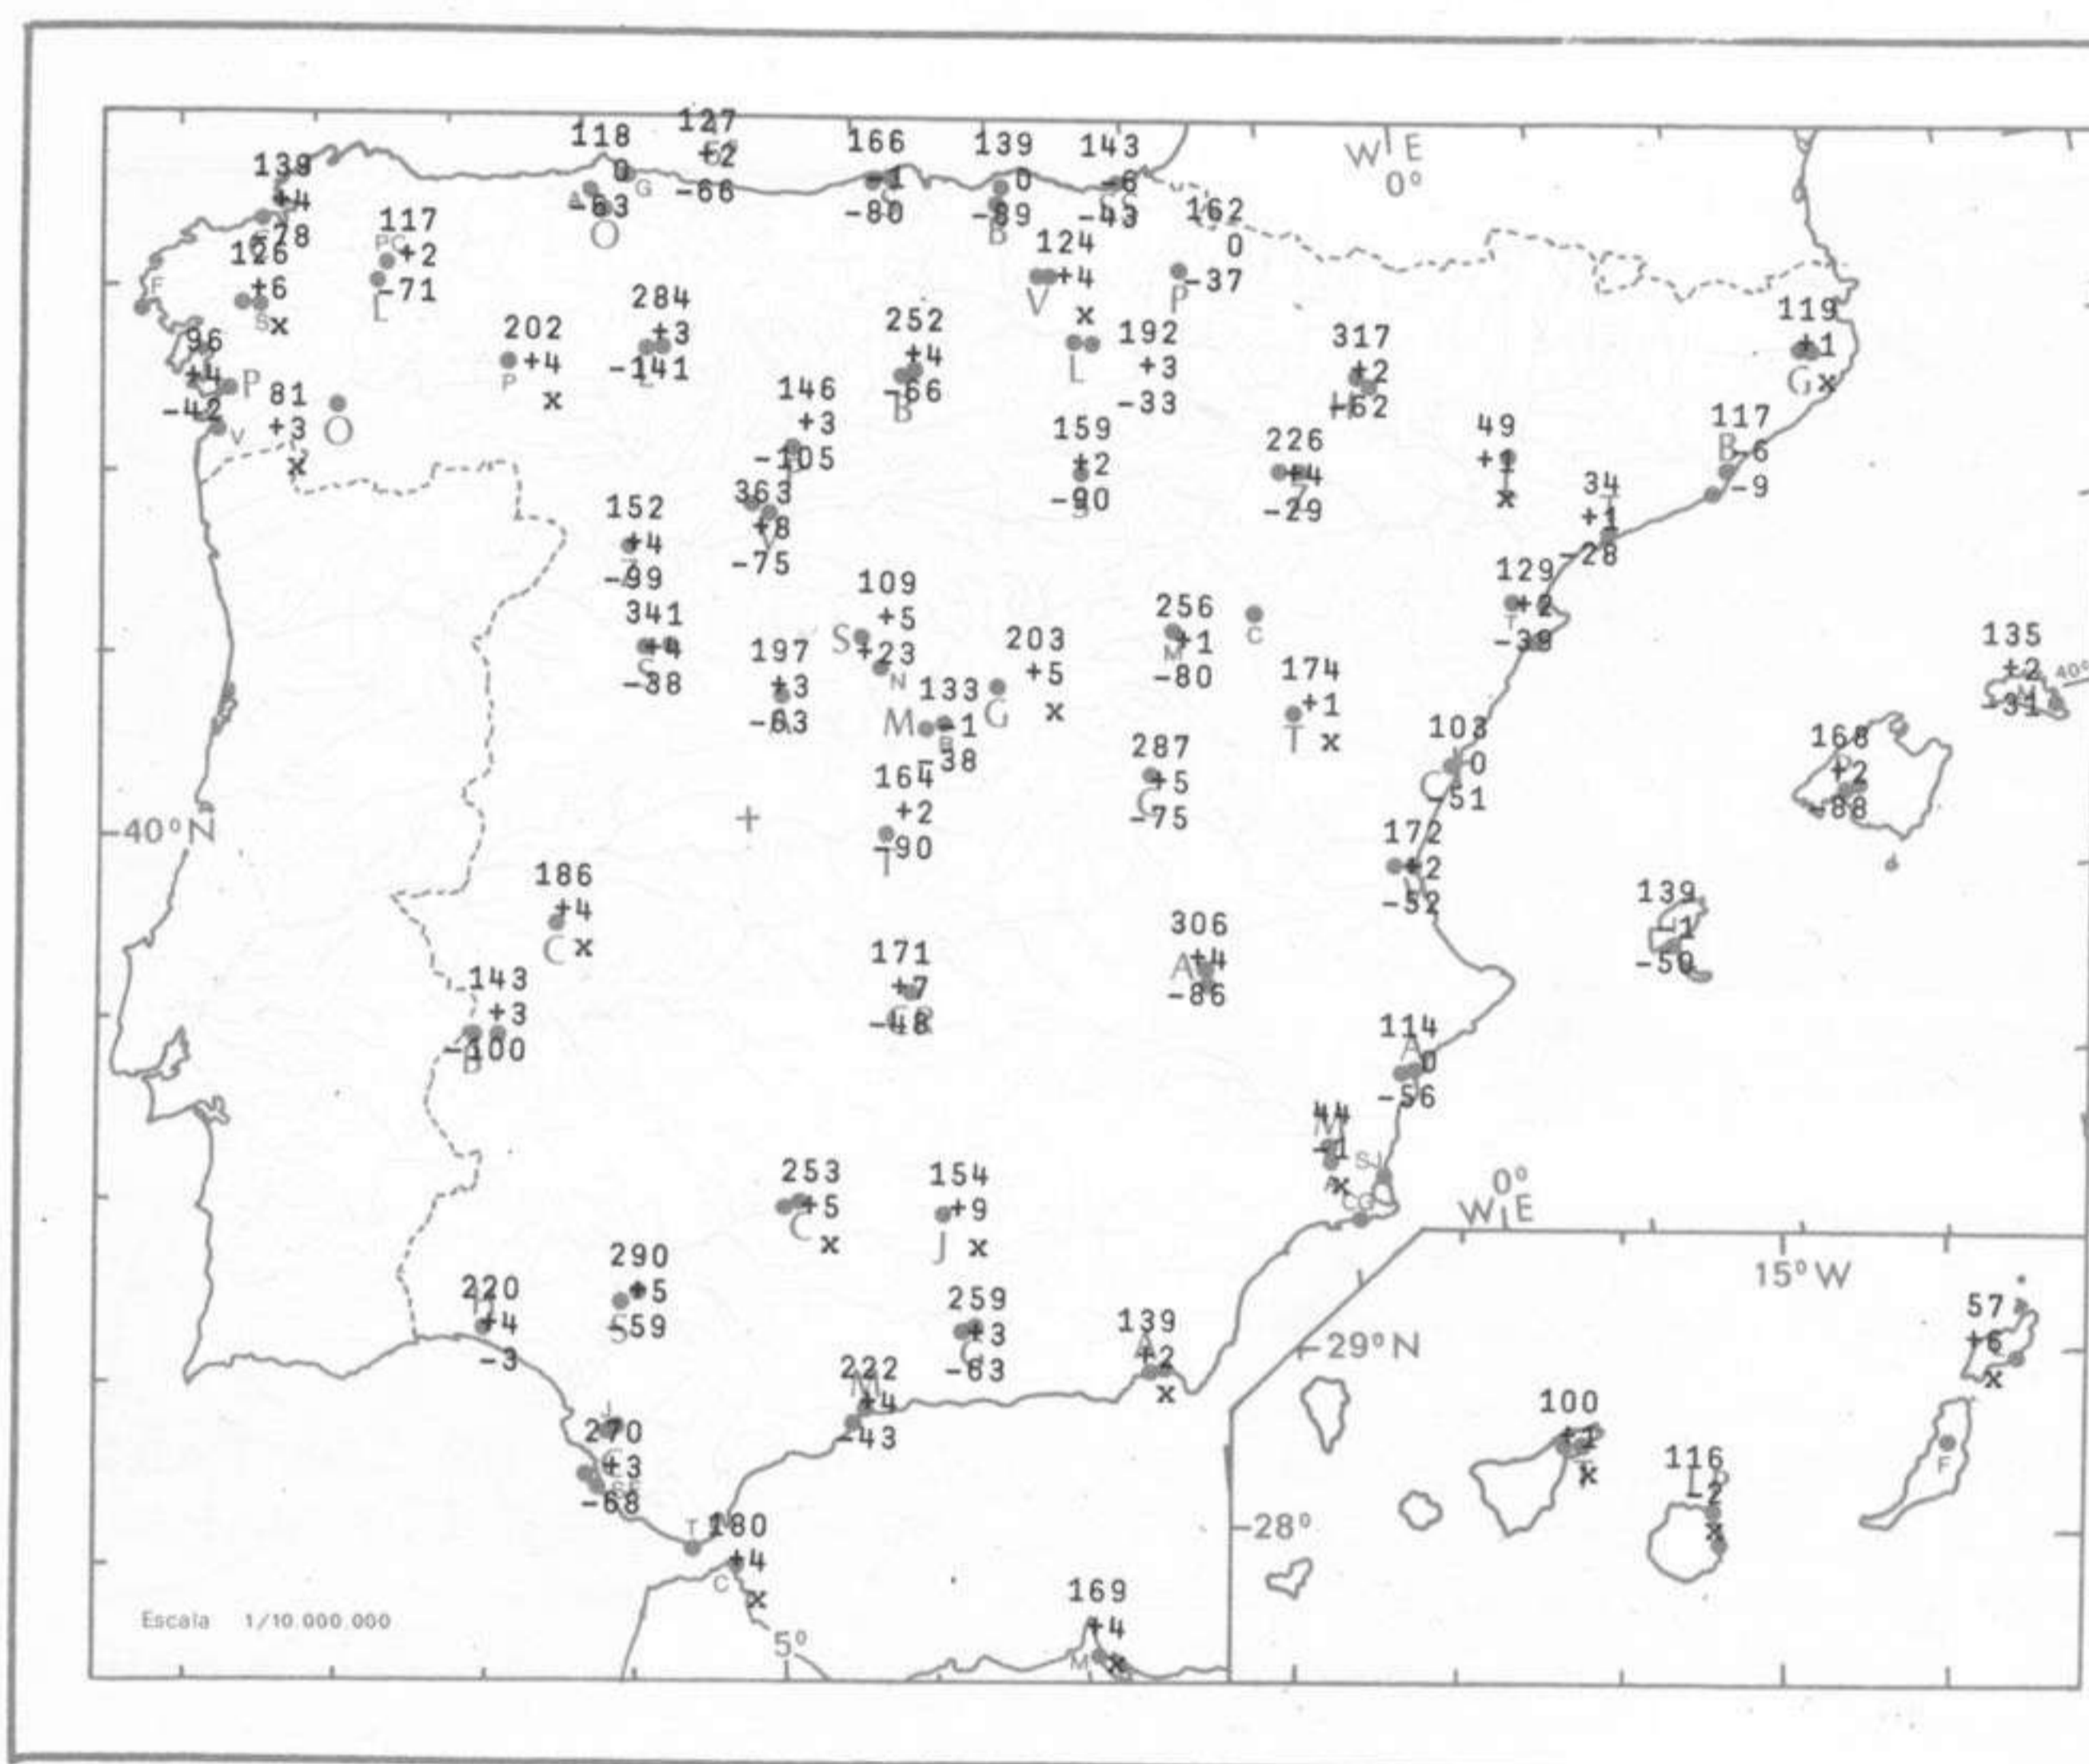 118
0
-63
A
G
O
127
+2
-66
166
-1
-80
139
0
-89
B
143
-6
-43
W E
0°
139
+4
-78
162
0
-37
P
117
+2
-71
PC
L
124
+4
x
V
126
+6
x
S
F
284
+3
-141
L
202
+4
x
P
252
+4
-66
B
192
+3
-33
L
317
+2
-62
H
119
+1
x
G
96
+4
-42
P
V
81
+3
x
O
146
+3
-105
159
+2
-90
S
226
+4
-29
Z
49
+1
x
L
117
-6
-9
B
34
+1
-28
T
363
+8
-75
V
152
+4
-99
Z
109
+5
+23
S
N
129
+2
-39
T
256
+1
-80
M
C
341
+4
-38
S
197
+3
-63
A
203
+5
x
G
133
-1
-38
M
B
174
+1
x
T
135
+2
-31
M
40°
103
0
-51
C
168
+2
-88
P
287
+5
-75
C
164
+2
-90
T
40°N
172
+2
-52
V
186
+4
x
C
139
-1
-50
306
+4
-86
A
171
+7
-48
CR
143
+3
-100
B
114
0
-56
A
44
-1
x
M
A
SJ
CG
253
+5
x
C
154
+9
x
J
0°
W E
15°W
290
+5
-59
S
220
+4
-3
H
259
+3
-63
G
139
+2
x
A
29°N
57
+6
x
222
+4
-43
M
270
+3
-68
J
C
SF
100
+1
x
T
116
-2
x
LP
F
28°
T
180
+4
x
C
169
+4
x
M
5°
Escala 1/10.000.000